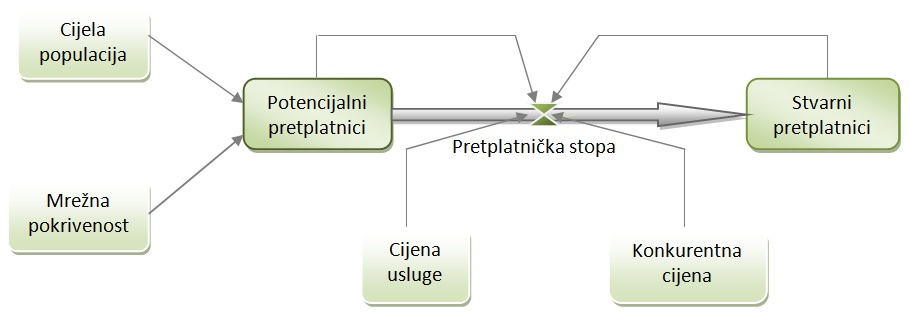 Cijela
populacija
Potencijalni
pretplatnici
Stvarni
pretplatnici
Pretplatnička stopa
Mrežna
pokrivenost
Cijena
usluge
Konkurentna
cijena